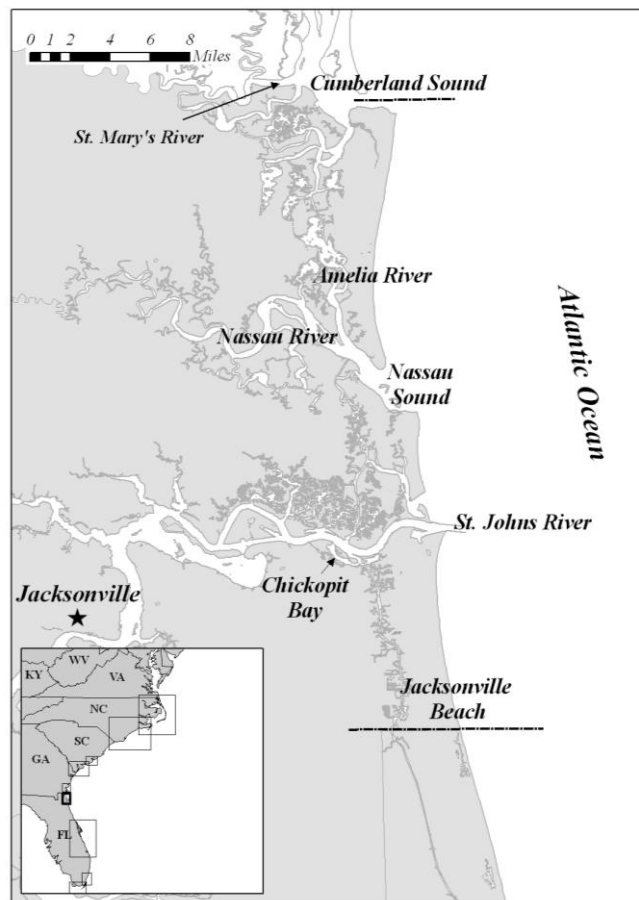 0 1 2 4 6 8
Miles
Cumberland Sound
St. Mary's River
Amelia River
Nassau River
Nassau
Sound
Atlantic Ocean
St. Johns River
Chickopit
Bay
Jacksonville
Jacksonville
Beach
KY
WV
VA
NC
SC
GA
FL